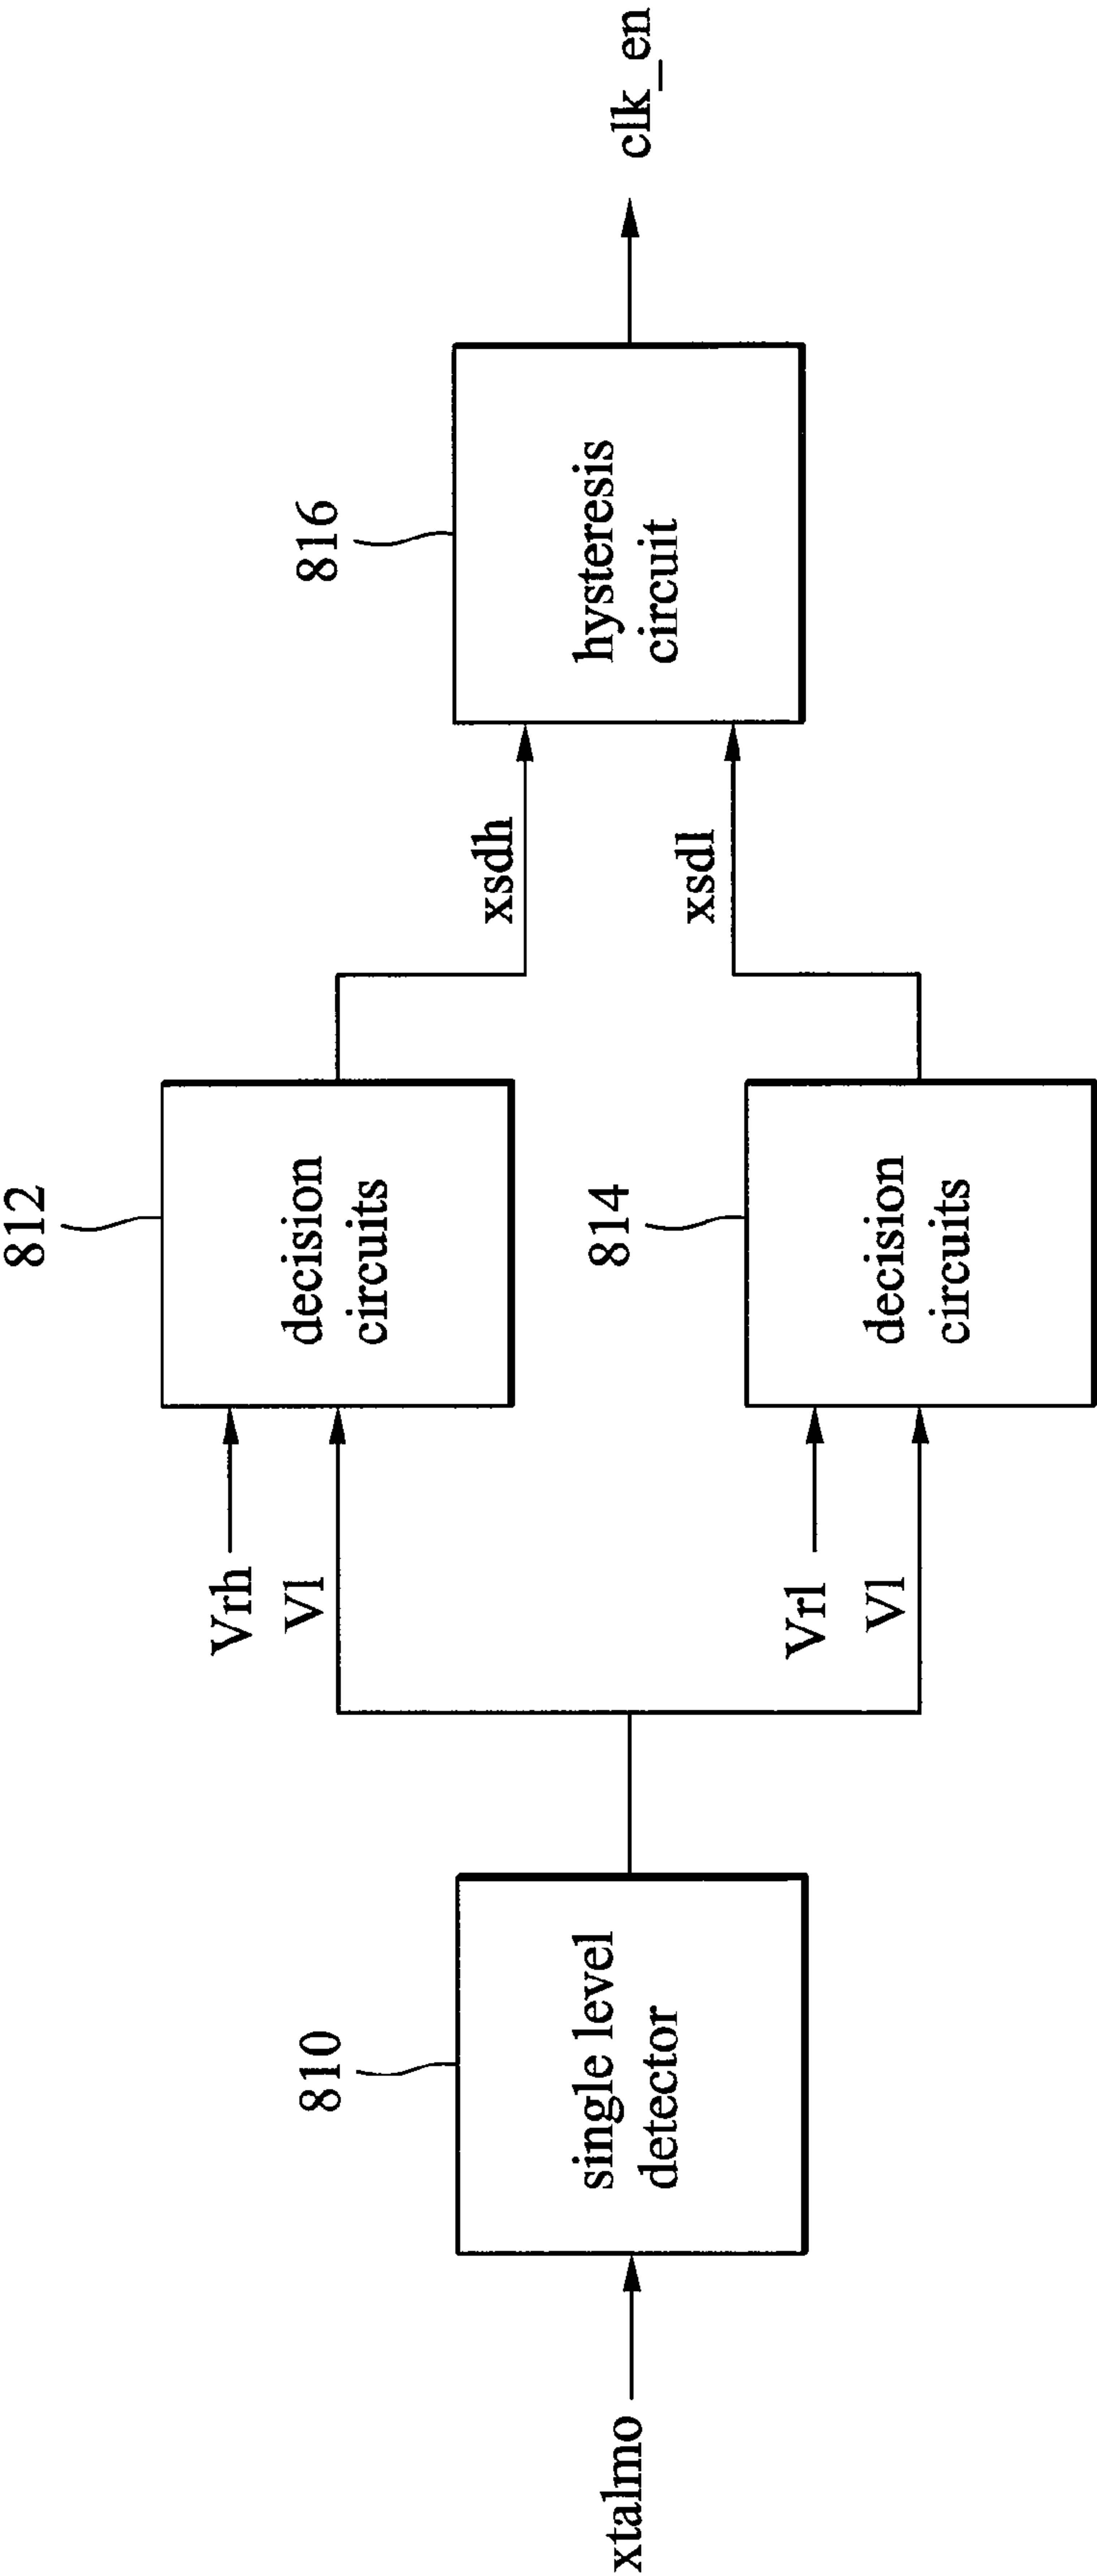 xtalmo
810
single level
detector
Vrh
Vl
Vrl
Vl
812
decision
circuits
814
decision
circuits
xsdh
xsdl
816
hysteresis
circuit
clk_en